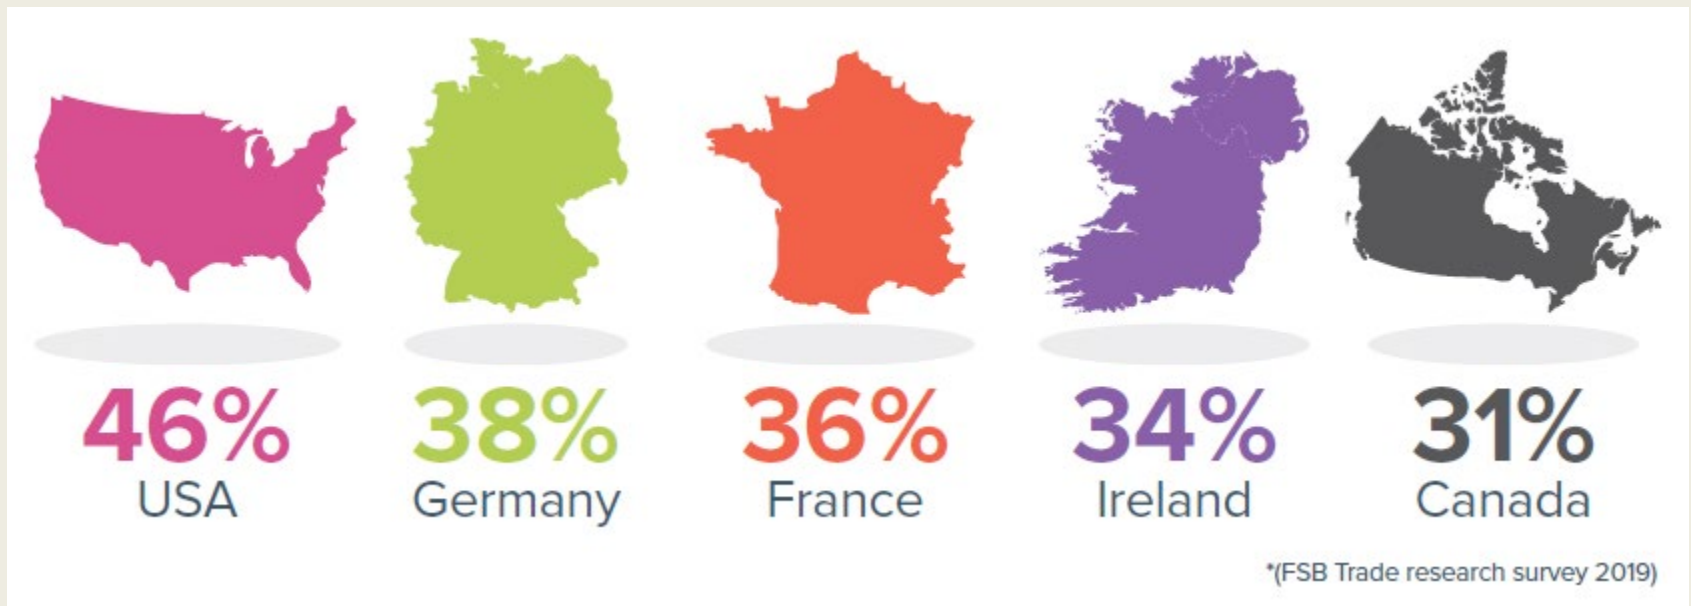 46% 38% 36% 34% 31%
USA Germany France Ireland Canada
*(FSB Trade research survey 2019)